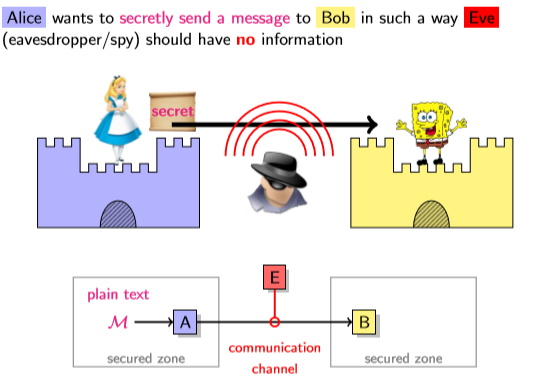 Alice wants to secretly send a message to Bob in such a way Eve
(eavesdropper/spy) should have no information
secret
E
plain text
ℳ
A
B
communication
channel
secured zone
secured zone